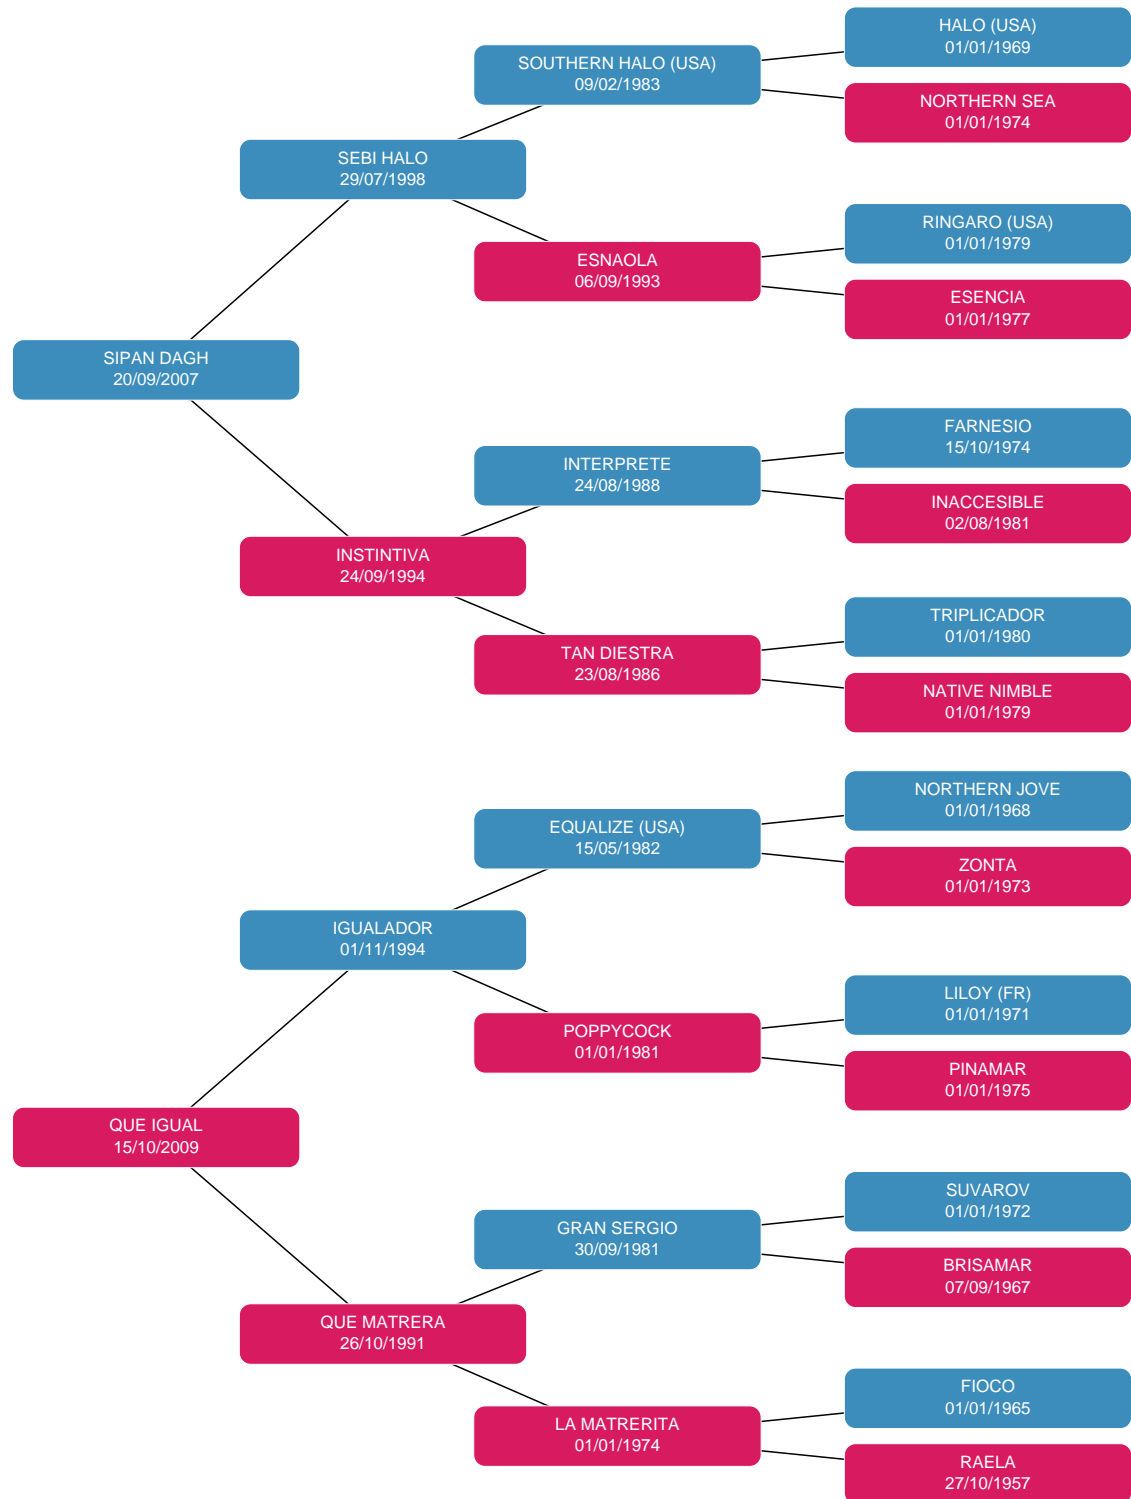 HALO (USA)
01/01/1969
SOUTHERN HALO (USA)
09/02/1983
NORTHERN SEA
01/01/1974
SEBI HALO
29/07/1998
RINGARO (USA)
01/01/1979
ESNAOLA
06/09/1993
ESENCIA
01/01/1977
SIPAN DAGH
20/09/2007
FARNESIO
15/10/1974
INTERPRETE
24/08/1988
INACCESIBLE
02/08/1981
INSTINTIVA
24/09/1994
TRIPLICADOR
01/01/1980
TAN DIESTRA
23/08/1986
NATIVE NIMBLE
01/01/1979
NORTHERN JOVE
01/01/1968
EQUALIZE (USA)
15/05/1982
ZONTA
01/01/1973
IGUALADOR
01/11/1994
LILOY (FR)
01/01/1971
POPPYCOCK
01/01/1981
PINAMAR
01/01/1975
QUE IGUAL
15/10/2009
SUVAROV
01/01/1972
GRAN SERGIO
30/09/1981
BRISAMAR
07/09/1967
QUE MATRERA
26/10/1991
FIOCO
01/01/1965
LA MATRERITA
01/01/1974
RAELA
27/10/1957